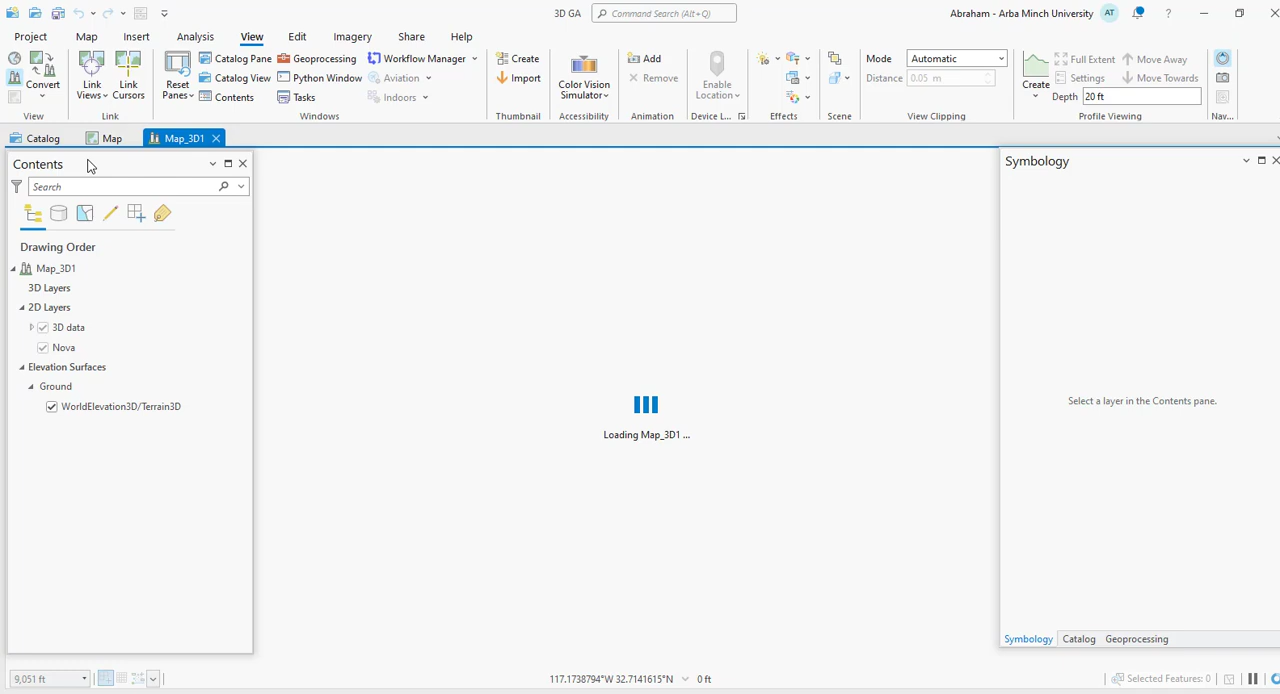 3D GA
Command Search (Alt+Q)
Abraham - Arba Minch University
AT
?
Project
Map
Insert
Analysis
View
Edit
Imagery
Share
Help
Convert
View
Link
Views
Link
Cursors
Link
Reset
Panes
Catalog Pane
Catalog View
Contents
Geoprocessing
Python Window
Tasks
Workflow Manager
Aviation
Indoors
Windows
Create
Import
Thumbnail
Color Vision
Simulator
Accessibility
Add
Remove
Animation
Enable
Location
Device L...
Effects
Scene
Mode
Automatic
Distance
0.05 m
View Clipping
Create
Full Extent
Move Away
Settings
Move Towards
Depth
20 ft
Profile Viewing
Nav...
Catalog
Map
Map_3D1
Contents
Search
Drawing Order
Map_3D1
3D Layers
2D Layers
3D data
Nova
Elevation Surfaces
Ground
WorldElevation3D/Terrain3D
Loading Map_3D1 ...
Symbology
Select a layer in the Contents pane.
Symbology
Catalog
Geoprocessing
9,051 ft
117.1738794°W 32.7141615°N
0 ft
Selected Features: 0